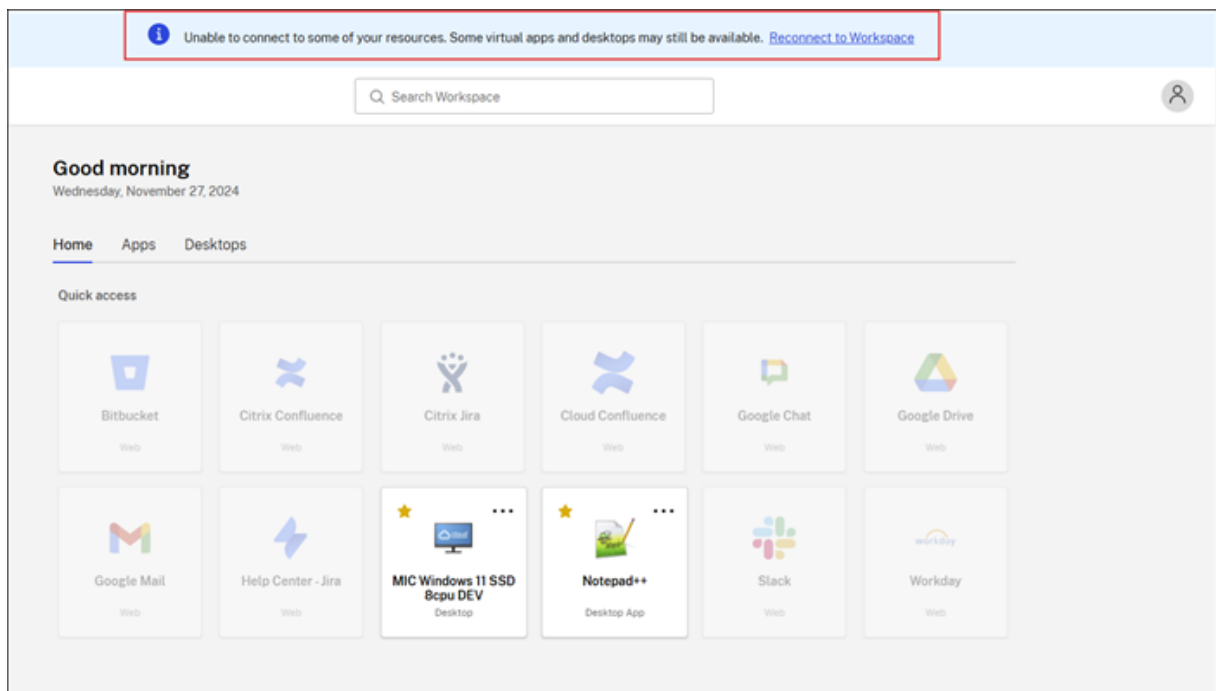 Unable to connect to some of your resources. Some virtual apps and desktops may still be available. Reconnect to Workspace
Search Workspace
Good morning
Wednesday, November 27, 2024
Home Apps Desktops
Quick access
Bitbucket Citrix Confluence Citrix Jira Cloud Confluence Google Chat Google Drive
Web Web Web Web Web Web
Google Mail Help Center - Jira MIC Windows 11 SSD 8cpu DEV Notepad++ Slack workday Workday
Web Web Desktop Desktop App Web Web